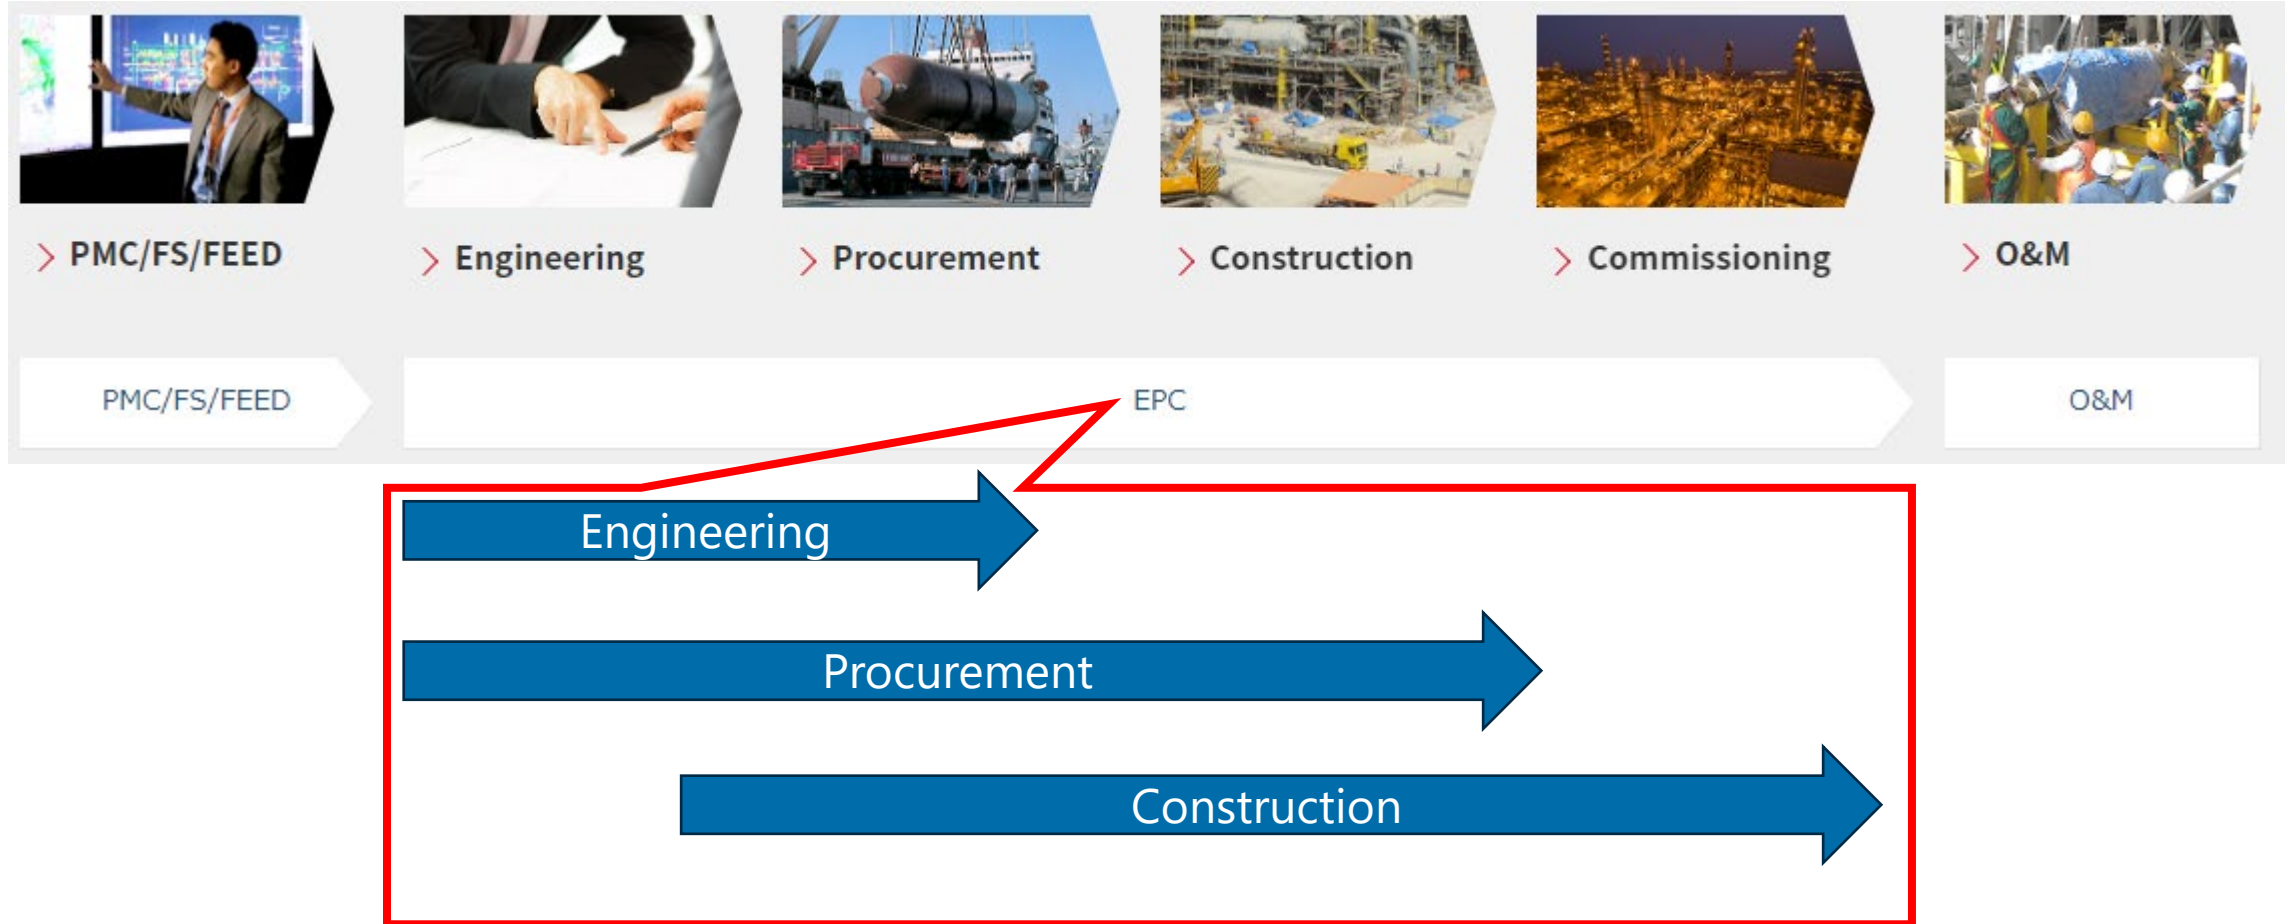 PMC/FS/FEED
Engineering
Procurement
Construction
Commissioning
O&M
PMC/FS/FEED
EPC
O&M
Engineering
Procurement
Construction